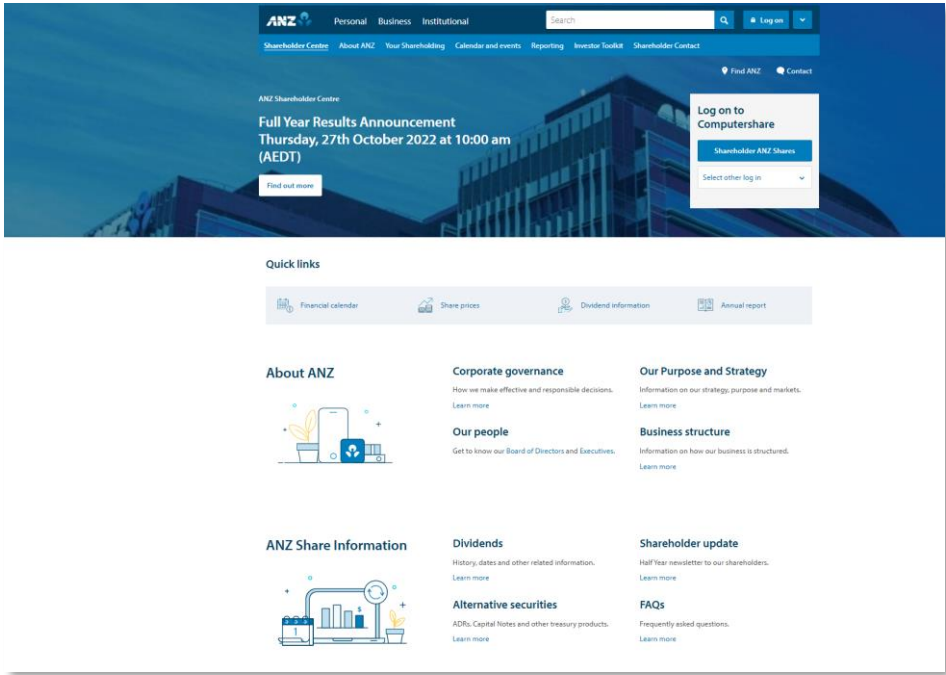 ANZ
Personal Business Institutional
Search
Log on
Shareholder Centre About ANZ Your Shareholding Calendar and events Reporting Investor Toolkit Shareholder Contact
Find ANZ Contact
ANZ Shareholder Centre
Full Year Results Announcement
Thursday, 27th October 2022 at 10:00 am
(AEDT)
Find out more
Log on to
Computershare
Shareholder ANZ Shares
Select other log in
Quick links
Financial calendar Share prices Dividend information Annual report
About ANZ
Corporate governance
How we make effective and responsible decisions.
Learn more
Our Purpose and Strategy
Information on our strategy, purpose and markets.
Learn more
Our people
Get to know our Board of Directors and Executives.
Business structure
Information on how our business is structured.
Learn more
ANZ Share Information
1
$
Dividends
History, dates and other related information.
Learn more
Shareholder update
Half Year newsletter to our shareholders.
Learn more
Alternative securities
ADRs, Capital Notes and other treasury products.
Learn more
FAQs
Frequently asked questions.
Learn more